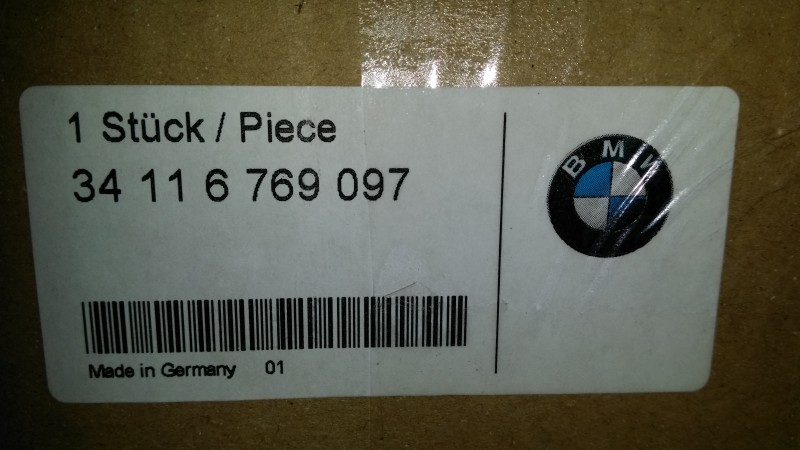 1 Stück / Piece
34 11 6 769 097
Made in Germany 01
BMW